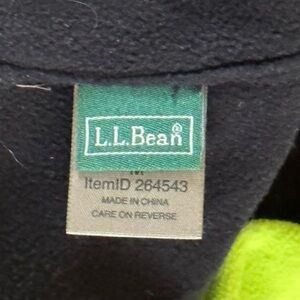 L.L.Bean®
ItemID 264543
MADE IN CHINA
CARE ON REVERSE